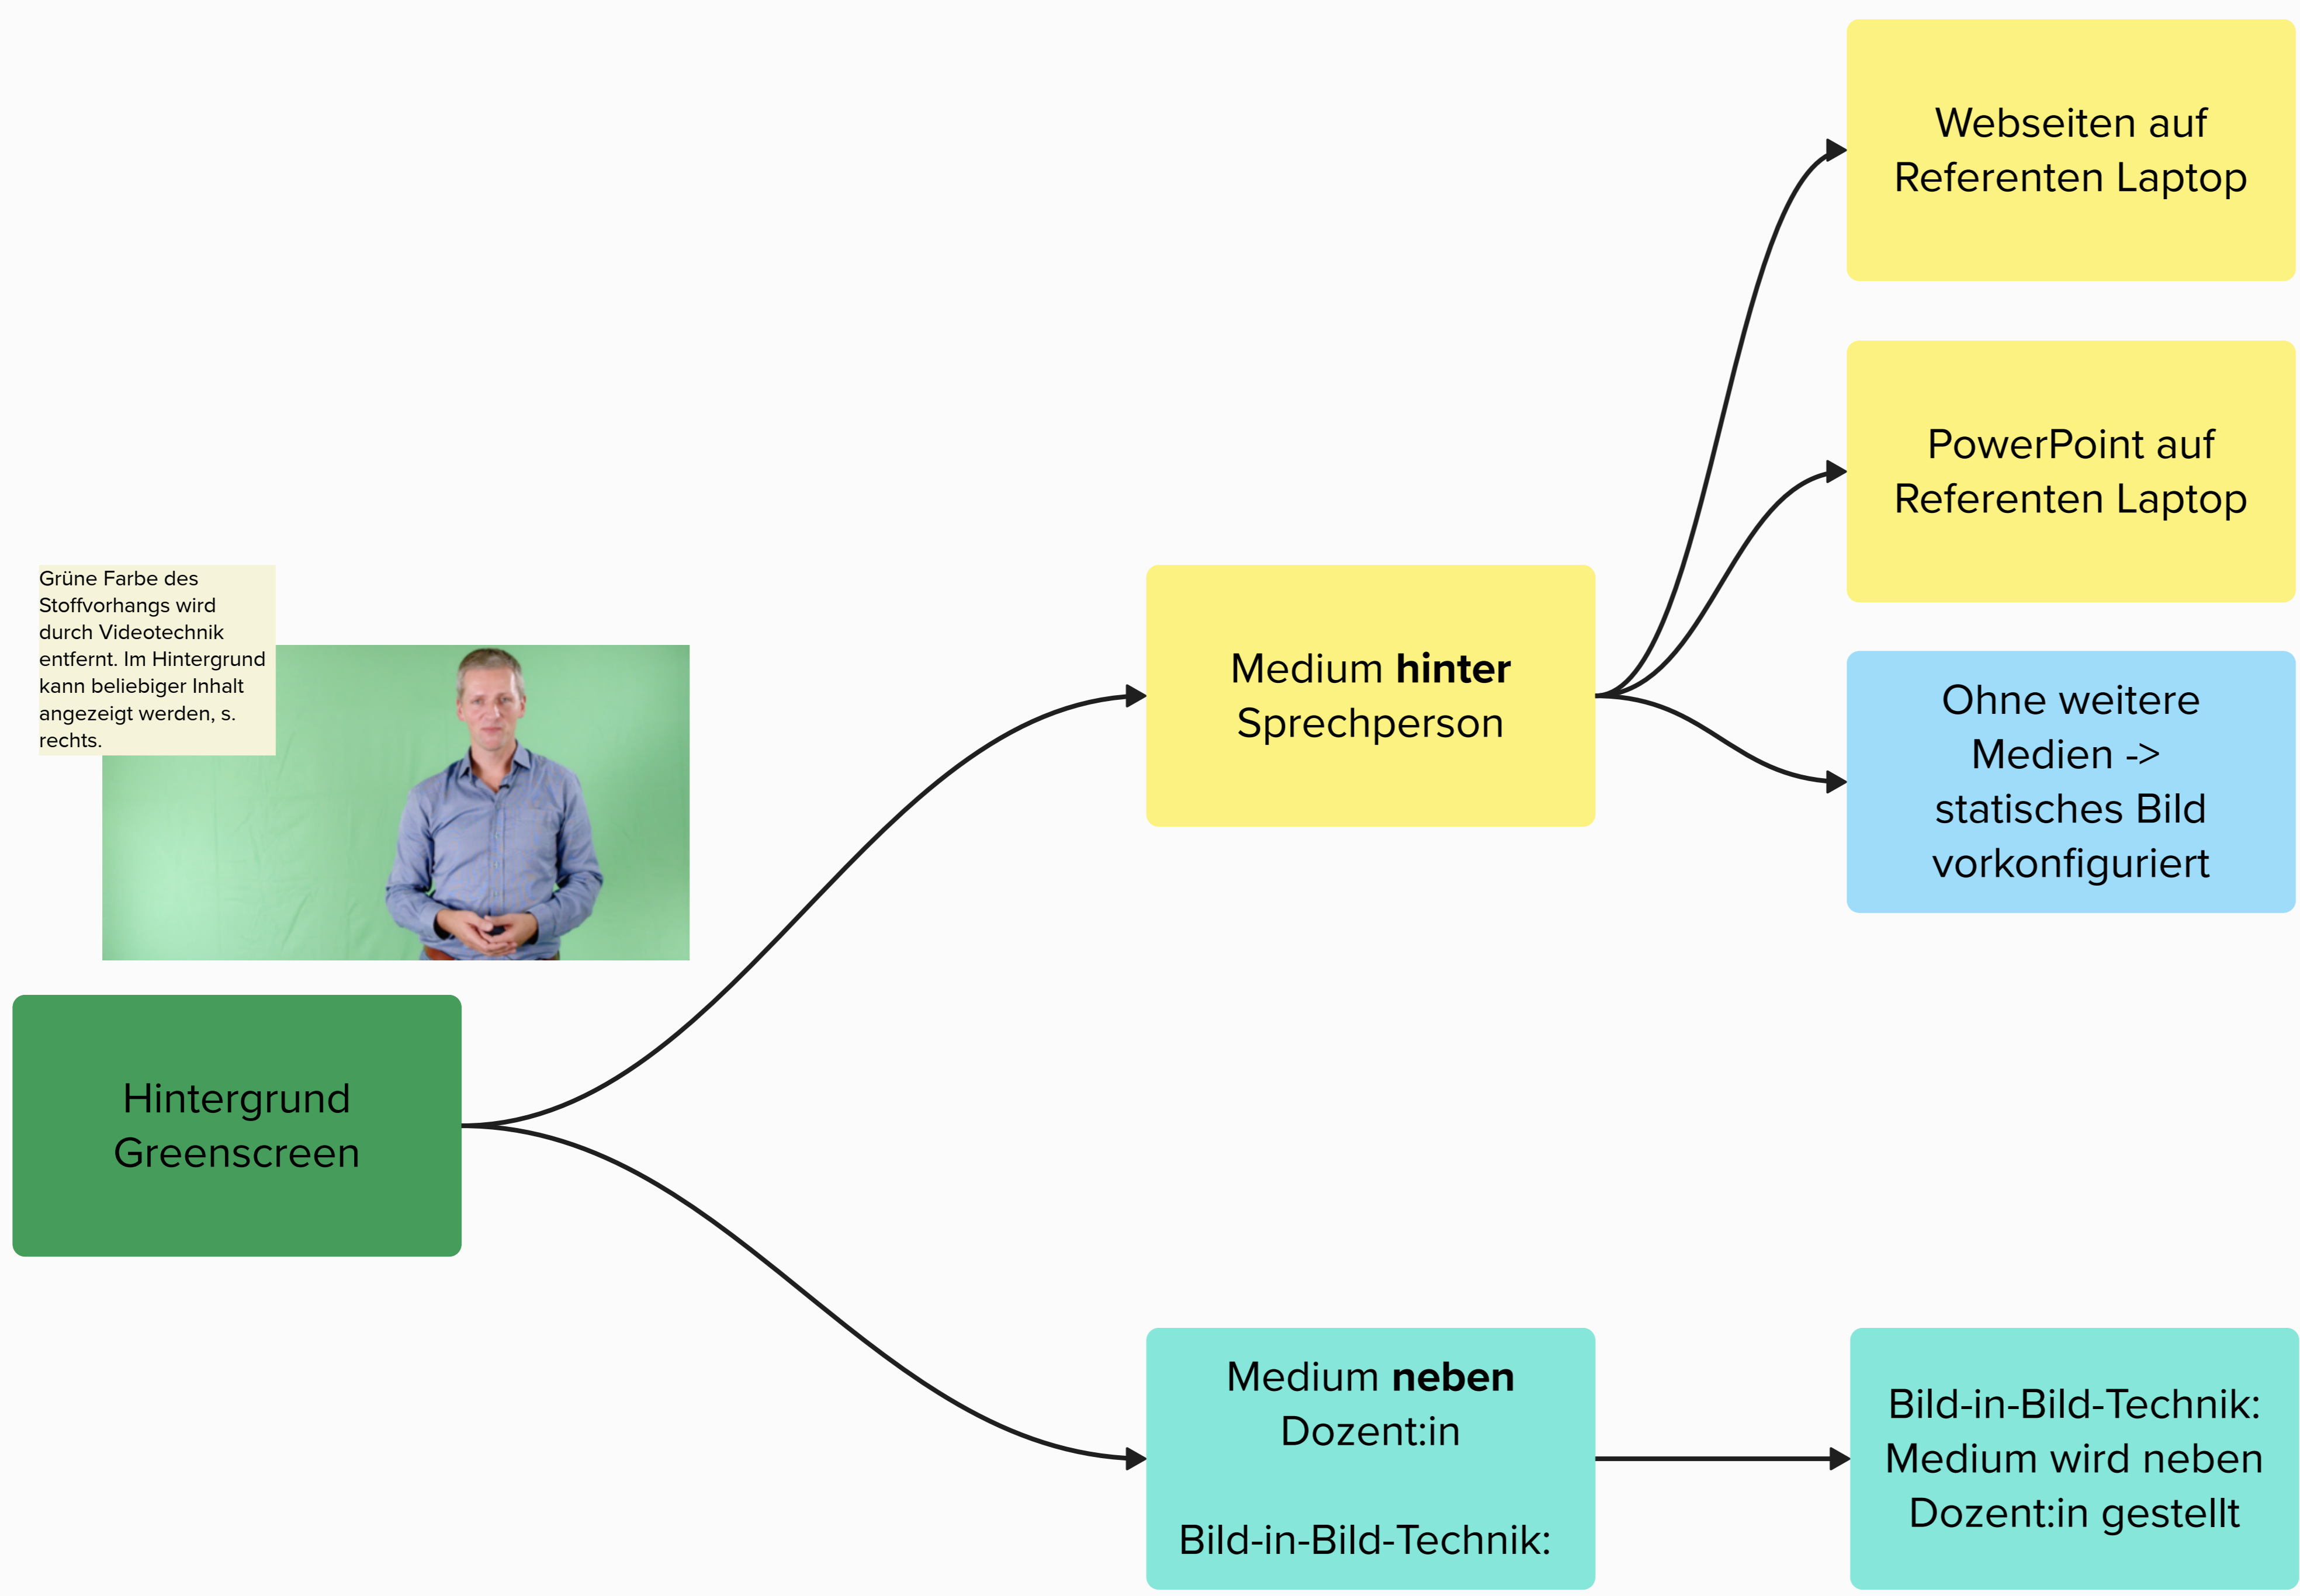 Webseiten auf
Referenten Laptop
PowerPoint auf
Referenten Laptop
Grüne Farbe des
Stoffvorhangs wird
durch Videotechnik
entfernt. Im Hintergrund
kann beliebiger Inhalt
angezeigt werden, s.
rechts.
Medium hinter
Sprechperson
Ohne weitere
Medien ->
statisches Bild
vorkonfiguriert
Hintergrund
Greenscreen
Medium neben
Dozent:in
Bild-in-Bild-Technik:
Bild-in-Bild-Technik:
Medium wird neben
Dozent:in gestellt